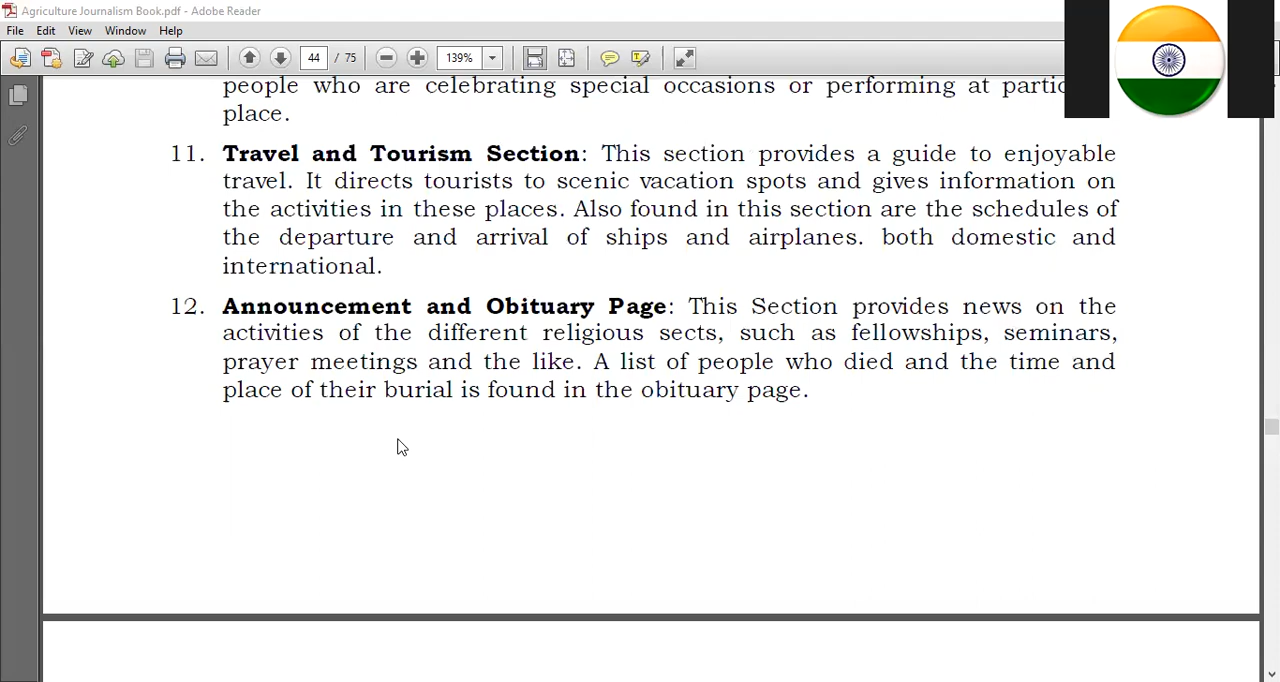 Agriculture Journalism Book.pdf - Adobe Reader
File Edit View Window Help
44 / 75 139%
people who are celebrating special occasions or performing at
place.
11. Travel and Tourism Section: This section provides a guide to enjoyable
travel. It directs tourists to scenic vacation spots and gives information on
the activities in these places. Also found in this section are the schedules of
the departure and arrival of ships and airplanes. both domestic and
international.
12. Announcement and Obituary Page: This Section provides news on the
activities of the different religious sects, such as fellowships, seminars,
prayer meetings and the like. A list of people who died and the time and
place of their burial is found in the obituary page.